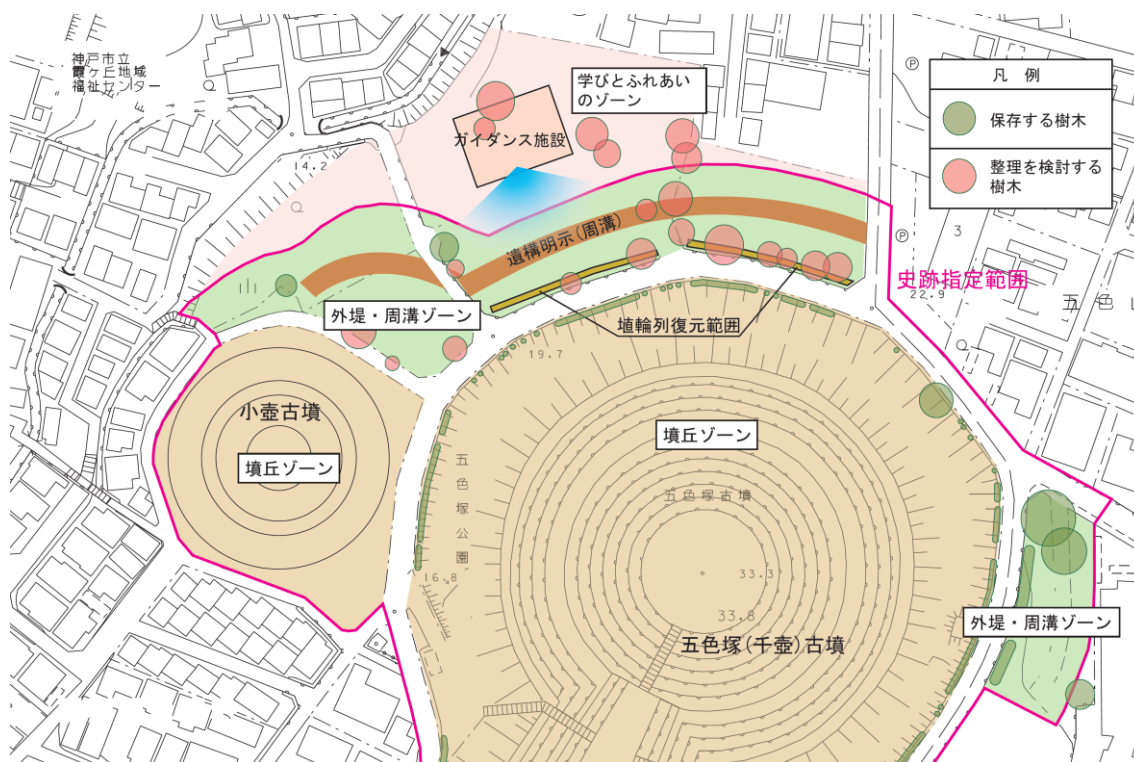 神戸市立
霞ヶ丘地域
福祉センター
学びとふれあい
のゾーン
ガイダンス施設
凡 例
保存する樹木
整理を検討する
樹木
14.2
遺構明示(周溝)
史跡指定範囲
3
22.9
五色山
山
外堤・周溝ゾーン
埴輪列復元範囲
19.7
小壺古墳
墳丘ゾーン
墳丘ゾーン
五色塚公園
五色塚古墳
16.8
33.3
33.8
五色塚(千壺)古墳
外堤・周溝ゾーン
P
P